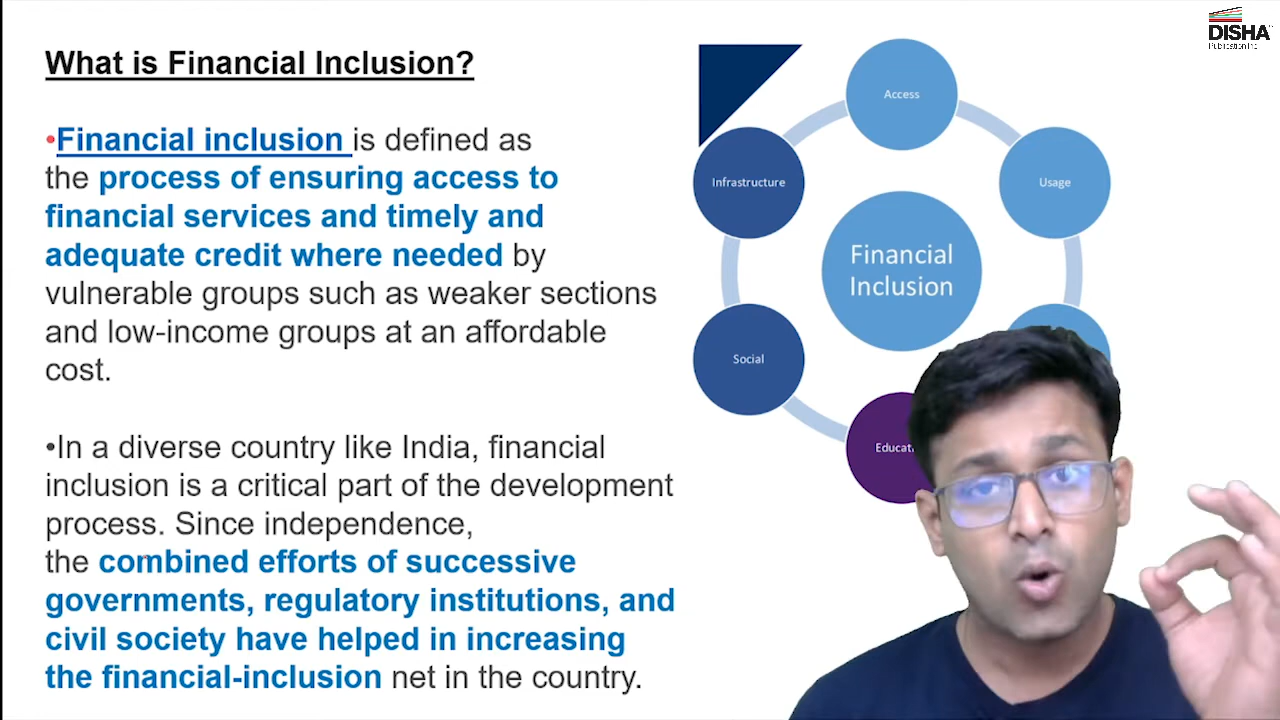 What is Financial Inclusion?
•Financial inclusion is defined as
the process of ensuring access to
financial services and timely and
adequate credit where needed by
vulnerable groups such as weaker sections
and low-income groups at an affordable
cost.
•In a diverse country like India, financial
inclusion is a critical part of the development
process. Since independence,
the combined efforts of successive
governments, regulatory institutions, and
civil society have helped in increasing
the financial-inclusion net in the country.
Access
Usage
Infrastructure
Financial
Inclusion
Social
DISHA
Publication Inc